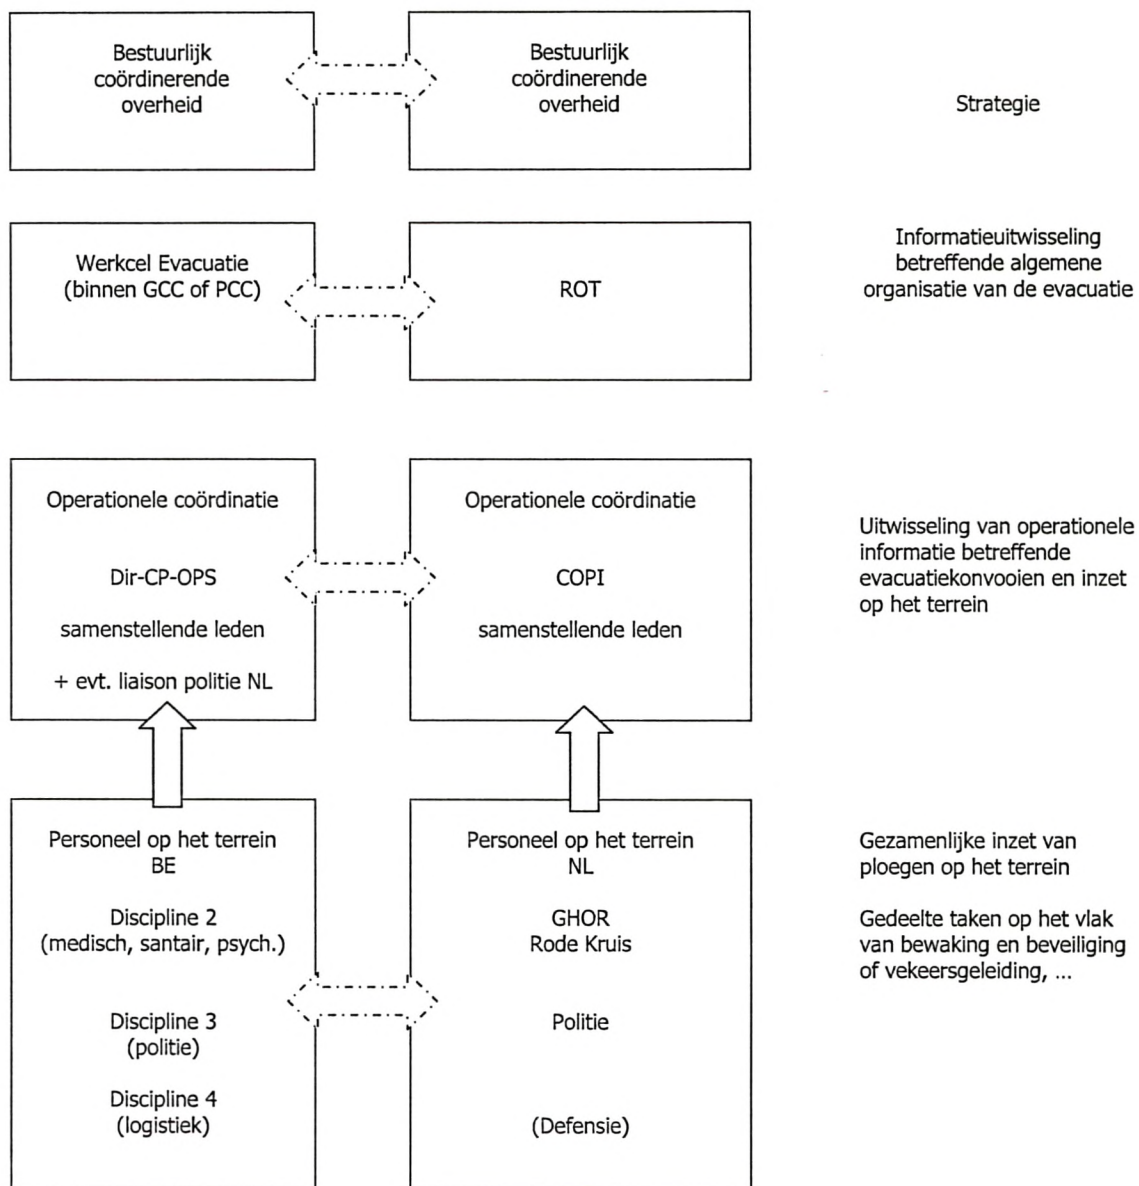 Bestuurlijk
coördinerende
overheid
Bestuurlijk
coördinerende
overheid
Strategie
Werkcel Evacuatie
(binnen GCC of PCC)
ROT
Informatieuitwisseling
betreffende algemene
organisatie van de evacuatie
Operationele coördinatie
Dir-CP-OPS
samenstellende leden
+ evt. liaison politie NL
Operationele coördinatie
COPI
samenstellende leden
Uitwisseling van operationele
informatie betreffende
evacuatiekonvooien en inzet
op het terrein
Personeel op het terrein
BE
Discipline 2
(medisch, santair, psych.)
Discipline 3
(politie)
Discipline 4
(logistiek)
Personeel op het terrein
NL
GHOR
Rode Kruis
Politie
(Defensie)
Gezamenlijke inzet van
ploegen op het terrein
Gedeelte taken op het vlak
van bewaking en beveiliging
of vekeersgeleiding, ...